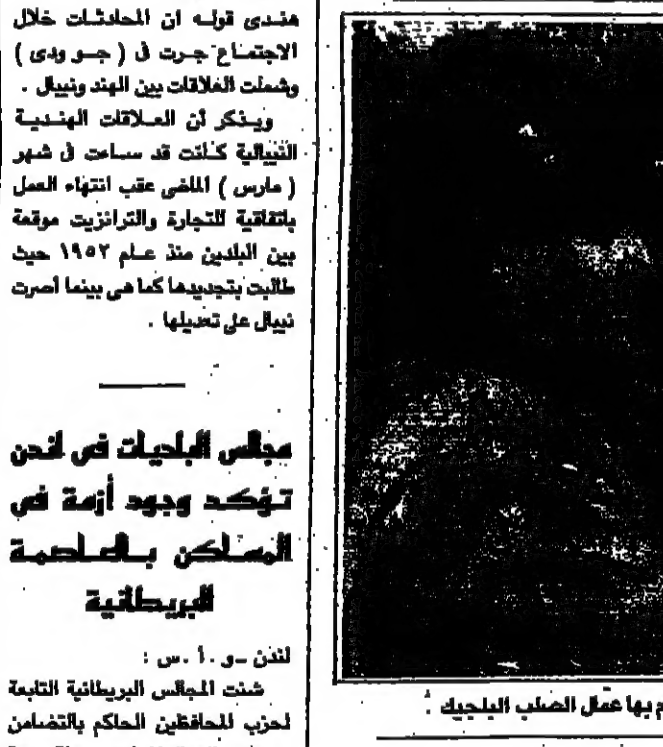 هندى قوله ان المحادثات خلال
الاجتماع جرت فى ( جو ودى )
وشملت العلاقات بين الهند ونيبال .
ويذكر أن العلاقات الهندية
النيبالية كانت قد ساءت فى شهر
( مارس ) الماضى عقب انتهاء العمل
باتفاقية للتجارة والترانزيت موقعة
بين البلدين منذ عام ١٩٥٢ حيث
طالبت بتجديدها كما هى بينما أصرت
نيبال على تعديلها .
مجالس البلديات فى لندن
تؤكد وجود أزمة فى
المساكن بالعاصمة
البريطانية
لندن - و . أ . س :
شنت المجالس البريطانية التابعة
لحزب المحافظين الحاكم بالتضامن
م بها عمال الصلب البلجيك .